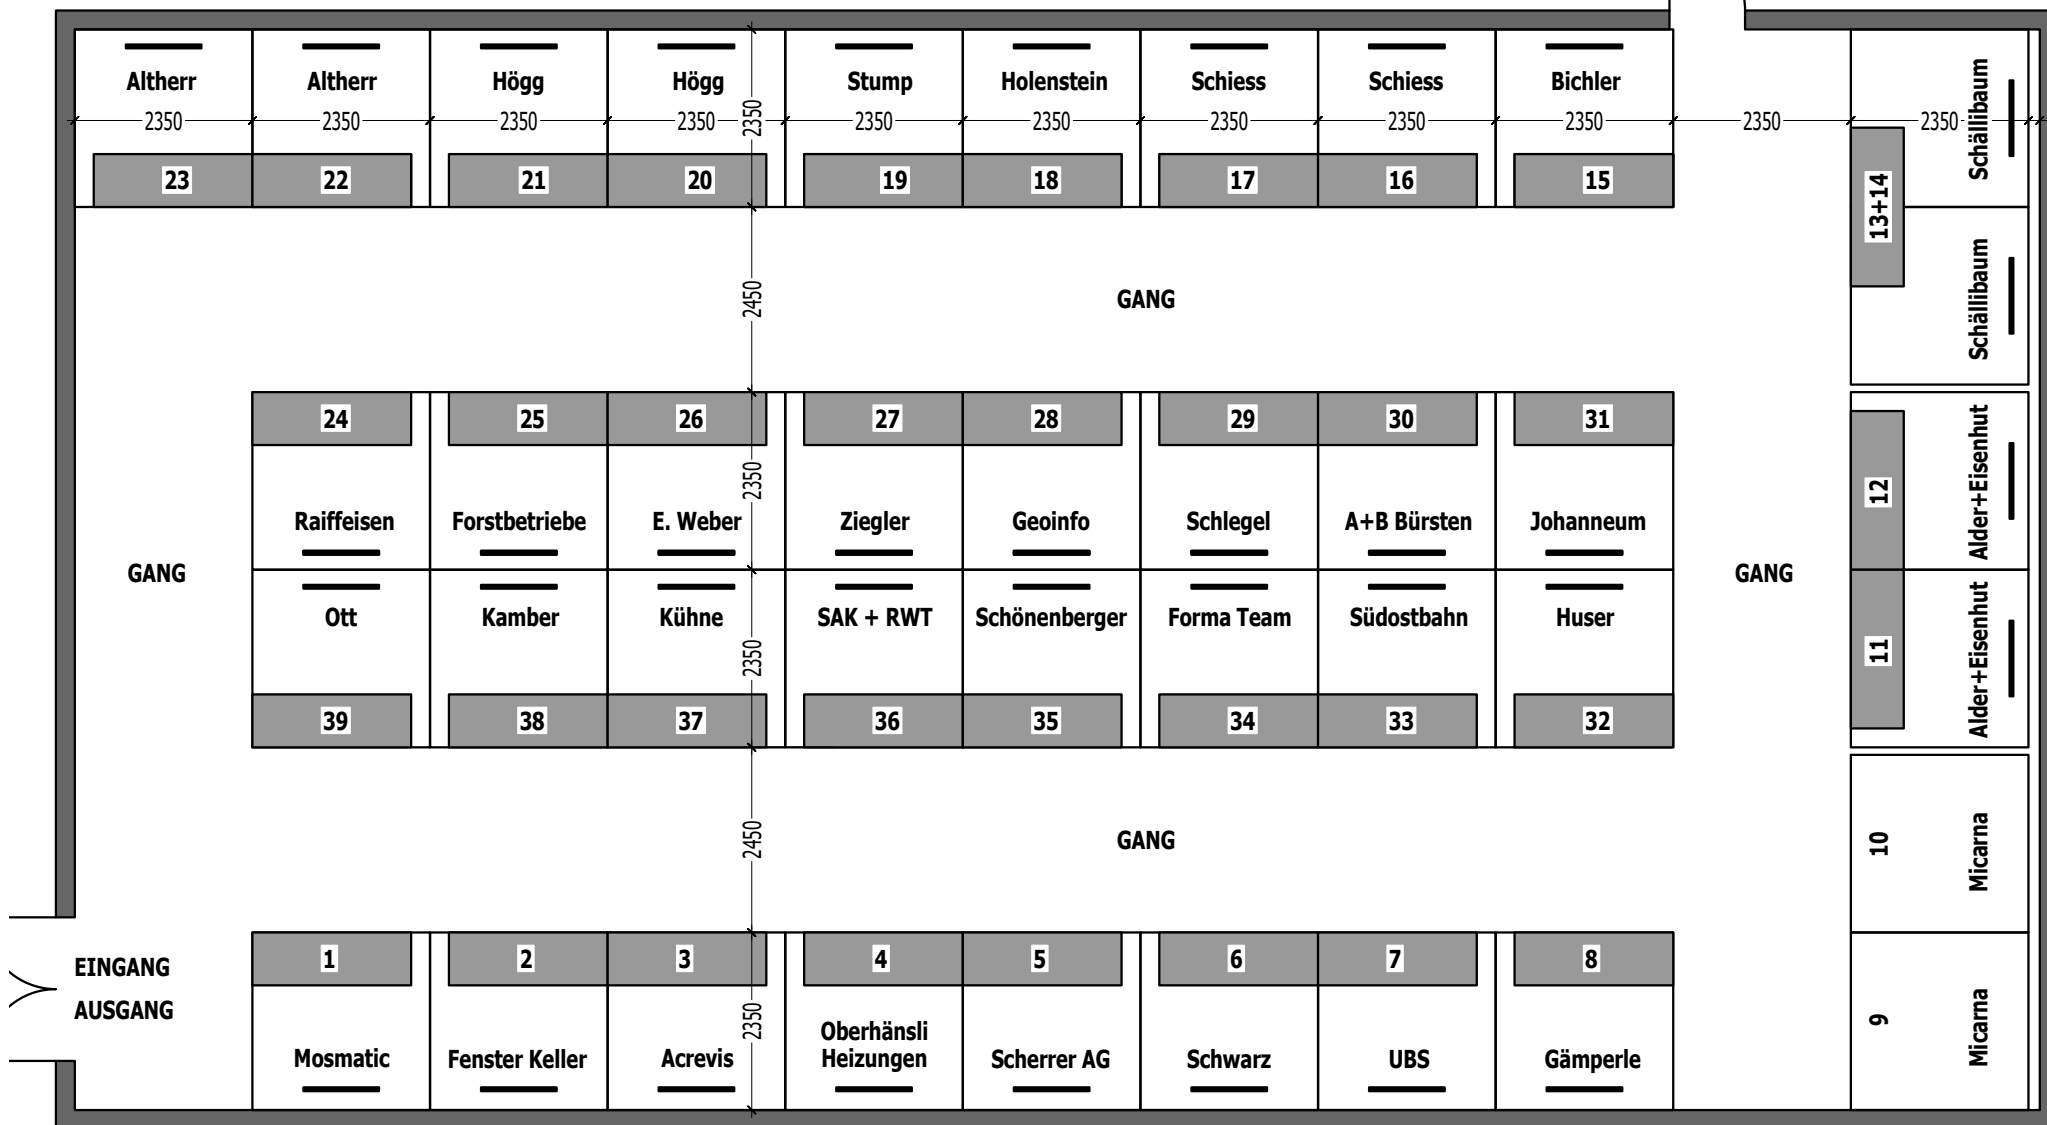 Altherr Altherr Högg Högg Stump Holenstein Schiess Schiess Bichler
2350 2350 2350 2350 2350 2350 2350 2350 2350 2350 2350
2350
23 22 21 20 19 18 17 16 15
Schällibaum
13+14
Schällibaum
2450
GANG
24 25 26 27 28 29 30 31
2350
Raiffeisen Forstbetriebe E. Weber Ziegler Geoinfo Schlegel A+B Bürsten Johanneum
12
Alder+Eisenhut
GANG
GANG
Ott Kamber Kühne SAK + RWT Schönenberger Forma Team Südostbahn Huser
2350
11
Alder+Eisenhut
39 38 37 36 35 34 33 32
2450
GANG
10
Micarna
EINGANG
AUSGANG
1 2 3 4 5 6 7 8
2350
9
Micarna
Mosmatic Fenster Keller Acrevis
Oberhänsli
Heizungen
Scherrer AG Schwarz UBS Gämperle